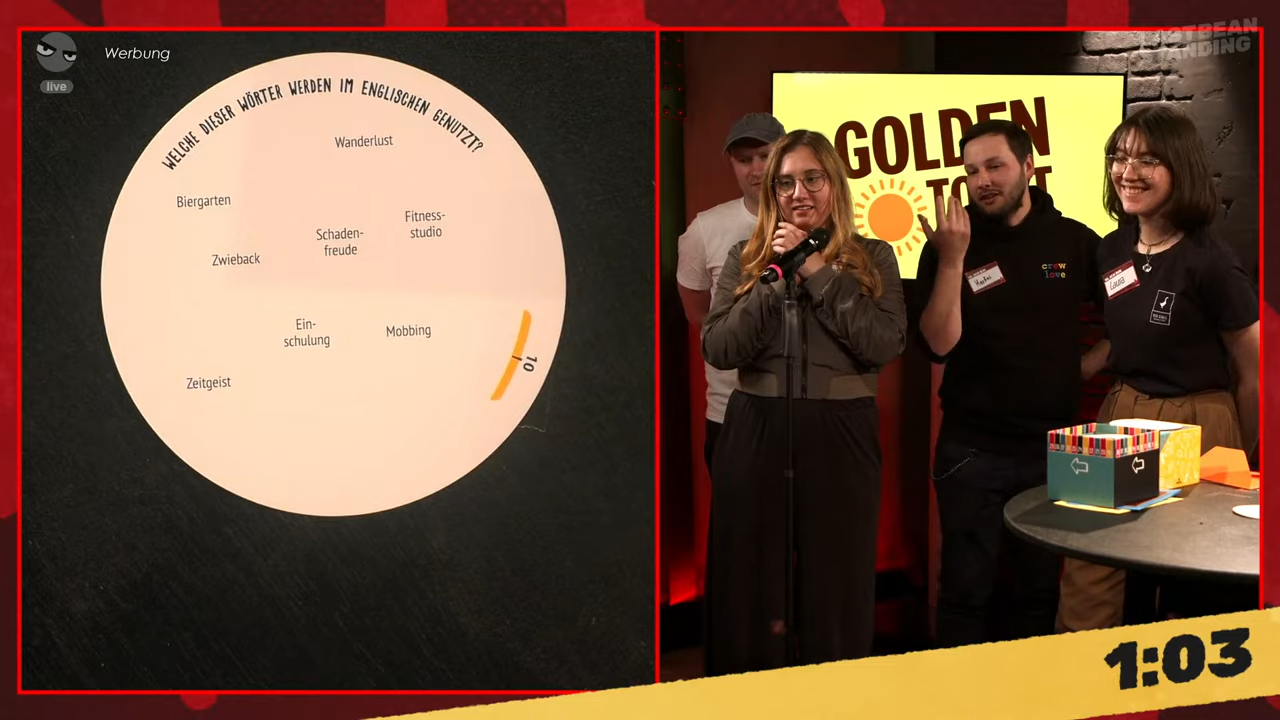 Werbung
live
WELCHE DIESER WÖRTER WERDEN IM ENGLISCHEN GENUTZT?
Wanderlust
Biergarten
Fitness-
studio
Schaden-
freude
Zwieback
Ein-
schulung
Mobbing
Zeitgeist
10
GOLDEN
crew
love
Laura
1:03